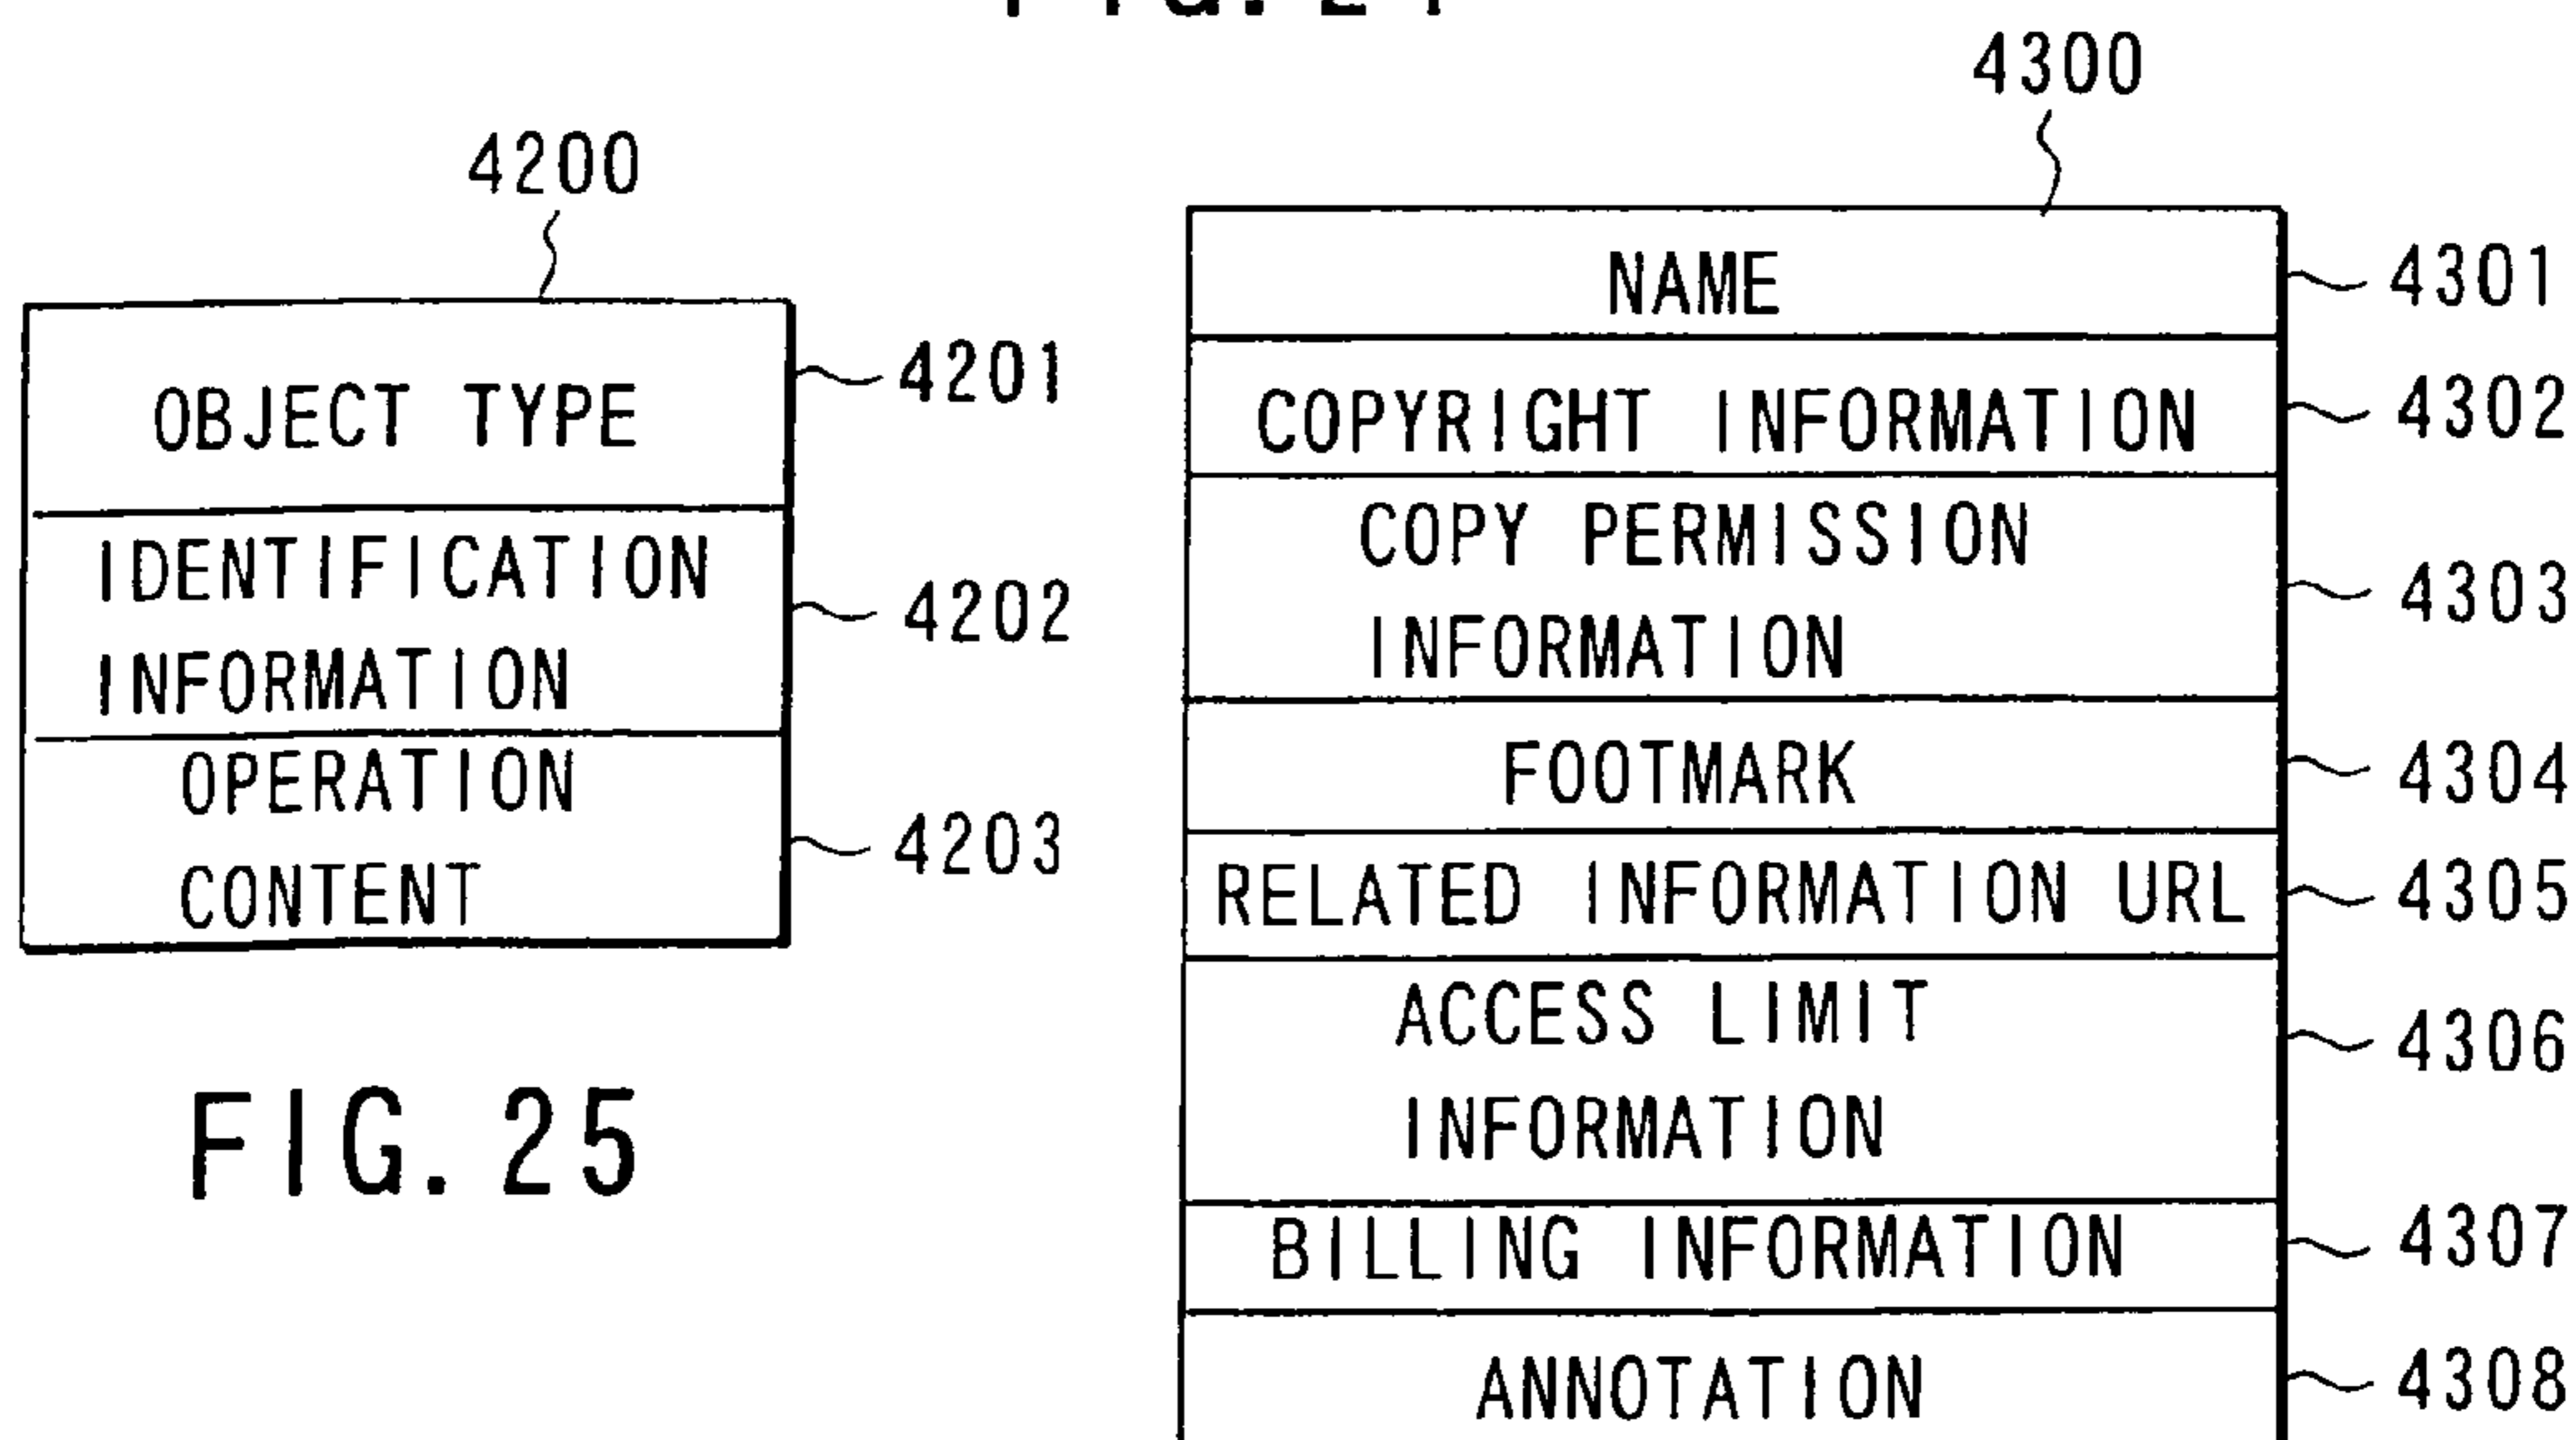 4200
OBJECT TYPE
4201
IDENTIFICATION
INFORMATION
4202
OPERATION
CONTENT
4203
FIG. 25
4300
NAME
4301
COPYRIGHT INFORMATION
4302
COPY PERMISSION
INFORMATION
4303
FOOTMARK
4304
RELATED INFORMATION URL
4305
ACCESS LIMIT
INFORMATION
4306
BILLING INFORMATION
4307
ANNOTATION
4308